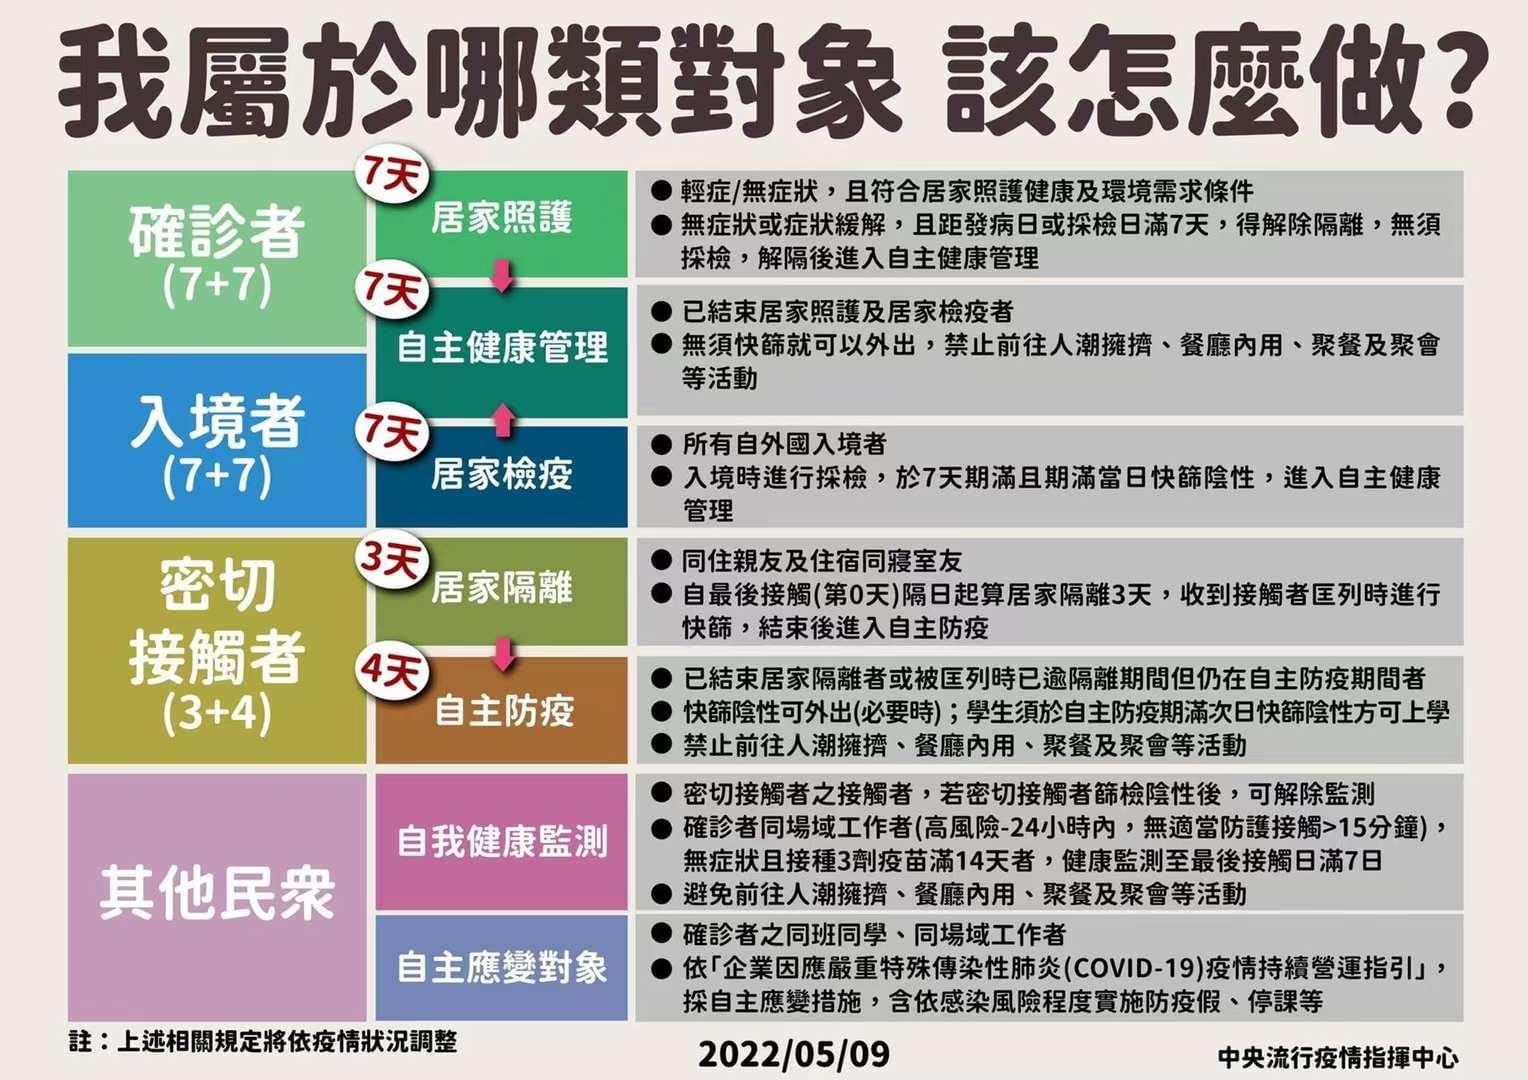 我屬於哪類對象 該怎麼做?
確診者
(7+7)
7天
居家照護
● 輕症/無症狀，且符合居家照護健康及環境需求條件
● 無症狀或症狀緩解，且距發病日或採檢日滿7天，得解除隔離，無須
採檢，解隔後進入自主健康管理
7天
自主健康管理
● 已結束居家照護及居家檢疫者
● 無須快篩就可以外出，禁止前往人潮擁擠、餐廳內用、聚餐及聚會
等活動
入境者
(7+7)
7天
居家檢疫
● 所有自外國入境者
● 入境時進行採檢，於7天期滿且期滿當日快篩陰性，進入自主健康
管理
密切
接觸者
(3+4)
3天
居家隔離
● 同住親友及住宿同寢室友
● 自最後接觸(第0天)隔日起算居家隔離3天，收到接觸者匡列時進行
快篩，結束後進入自主防疫
4天
自主防疫
● 已結束居家隔離者或被匡列時已逾隔離期間但仍在自主防疫期間者
● 快篩陰性可外出(必要時)；學生須於自主防疫期滿次日快篩陰性方可上學
● 禁止前往人潮擁擠、餐廳內用、聚餐及聚會等活動
其他民眾
自我健康監測
● 密切接觸者之接觸者，若密切接觸者篩檢陰性後，可解除監測
● 確診者同場域工作者(高風險-24小時內，無適當防護接觸>15分鐘)，
無症狀且接種3劑疫苗滿14天者，健康監測至最後接觸日滿7日
● 避免前往人潮擁擠、餐廳內用、聚餐及聚會等活動
自主應變對象
● 確診者之同班同學、同場域工作者
● 依「企業因應嚴重特殊傳染性肺炎(COVID-19)疫情持續營運指引」，
採自主應變措施，含依感染風險程度實施防疫假、停課等
註：上述相關規定將依疫情狀況調整
2022/05/09
中央流行疫情指揮中心